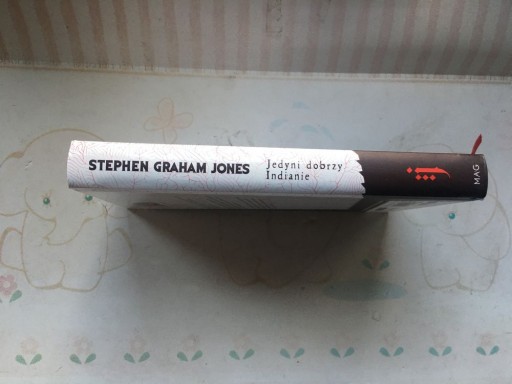 STEPHEN GRAHAM JONES
Jedyni dobrzy
Indianie
MAG